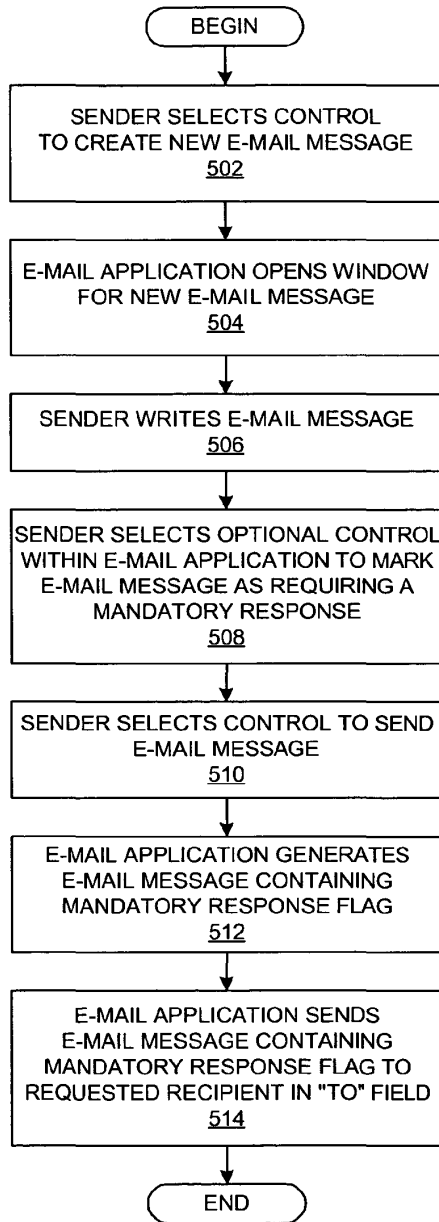 BEGIN
SENDER SELECTS CONTROL
TO CREATE NEW E-MAIL MESSAGE
502
E-MAIL APPLICATION OPENS WINDOW
FOR NEW E-MAIL MESSAGE
504
SENDER WRITES E-MAIL MESSAGE
506
SENDER SELECTS OPTIONAL CONTROL
WITHIN E-MAIL APPLICATION TO MARK
E-MAIL MESSAGE AS REQUIRING A
MANDATORY RESPONSE
508
SENDER SELECTS CONTROL TO SEND
E-MAIL MESSAGE
510
E-MAIL APPLICATION GENERATES
E-MAIL MESSAGE CONTAINING
MANDATORY RESPONSE FLAG
512
E-MAIL APPLICATION SENDS
E-MAIL MESSAGE CONTAINING
MANDATORY RESPONSE FLAG TO
REQUESTED RECIPIENT IN "TO" FIELD
514
END